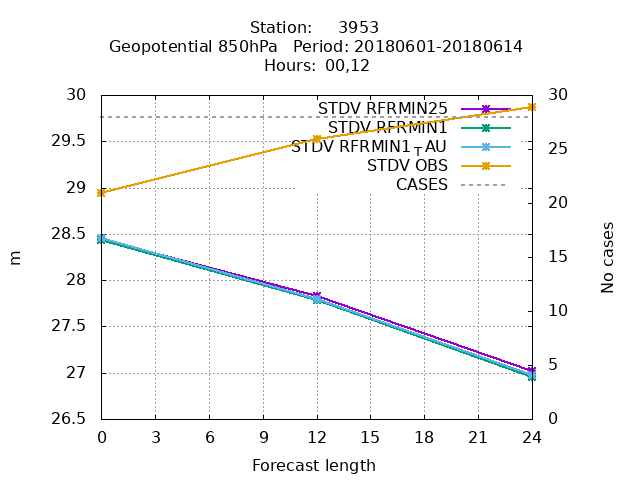 Station: 3953
Geopotential 850hPa Period: 20180601-20180614
Hours: 00,12
30
29.5
29
28.5
28
27.5
27
26.5
m
STDV RFRMIN25
STDV RFRMIN1
STDV RFRMIN1TAU
STDV OBS
CASES
30
25
20
15
10
5
0
No cases
0 3 6 9 12 15 18 21 24
Forecast length